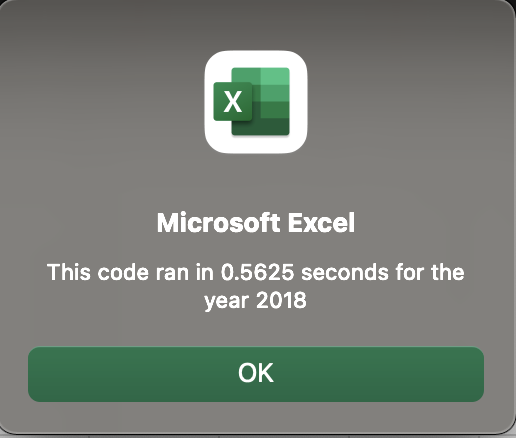 X
Microsoft Excel
This code ran in 0.5625 seconds for the
year 2018
OK